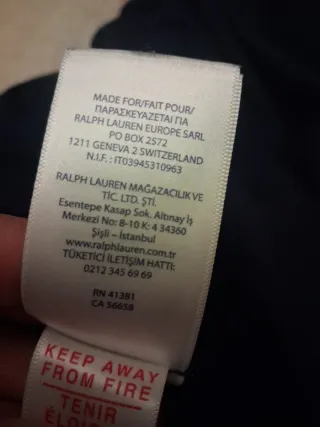 MADE FOR/FAIT POUR/
ΠΑΡΑΣΚΕΥΑΖΕΤΑΙ ΓΙΑ
RALPH LAUREN EUROPE SARL
PO BOX 2572
1211 GENEVA 2 SWITZERLAND
N.I.F. : IT03945310963
RALPH LAUREN MAĞAZACILIK VE
TİC. LTD. ŞTİ.
Esentepe Kasap Sok. Altınay İş
Merkezi No: 8-10 K: 4 34360
Şişli - İstanbul
www.ralphlauren.com.tr
TÜKETİCİ İLETİŞİM HATTI:
0212 345 69 69
RN 41381
CA 56658
KEEP AWAY
FROM FIRE
TENIR